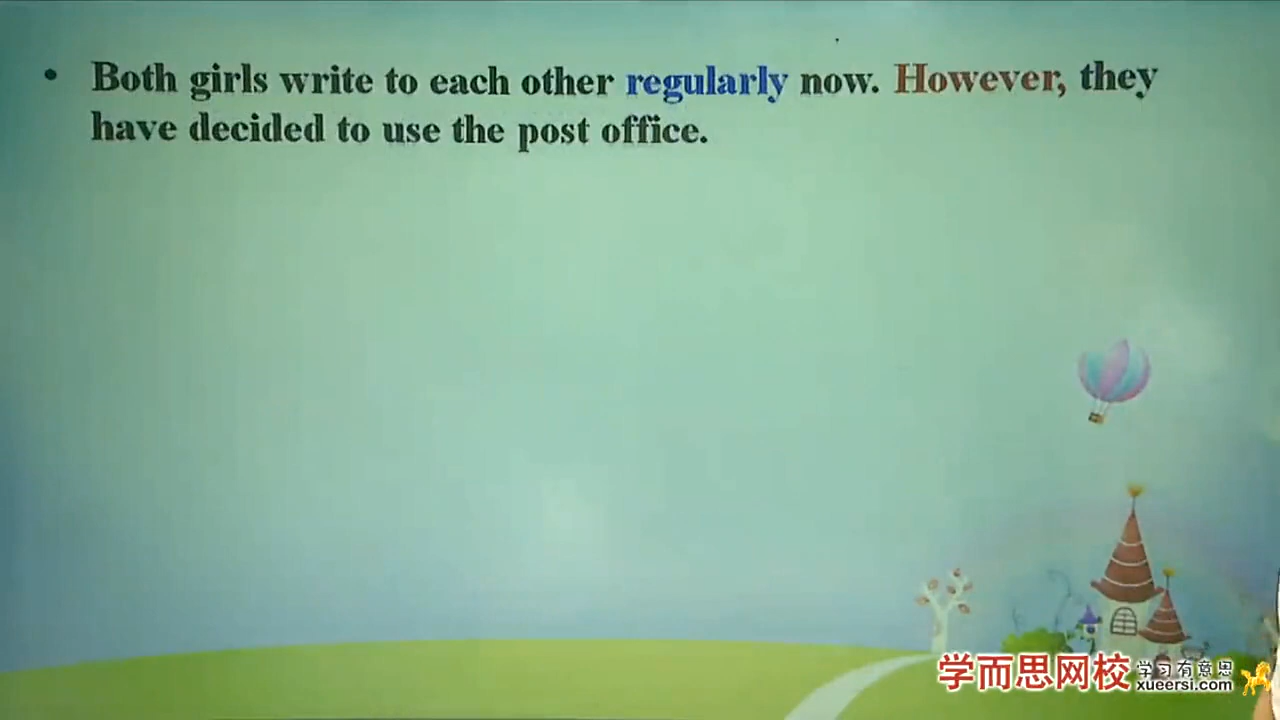 • Both girls write to each other regularly now. However, they
have decided to use the post office.
学而思网校 学习有意思
xueersi.com